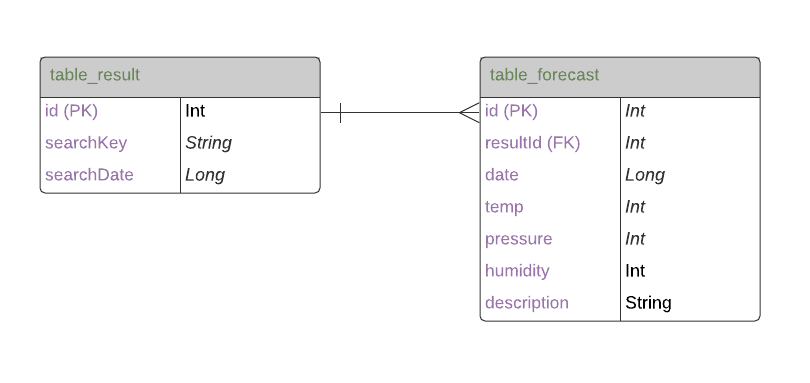 table_result
id (PK) Int
searchKey String
searchDate Long
table_forecast
id (PK) Int
resultId (FK) Int
date Long
temp Int
pressure Int
humidity Int
description String